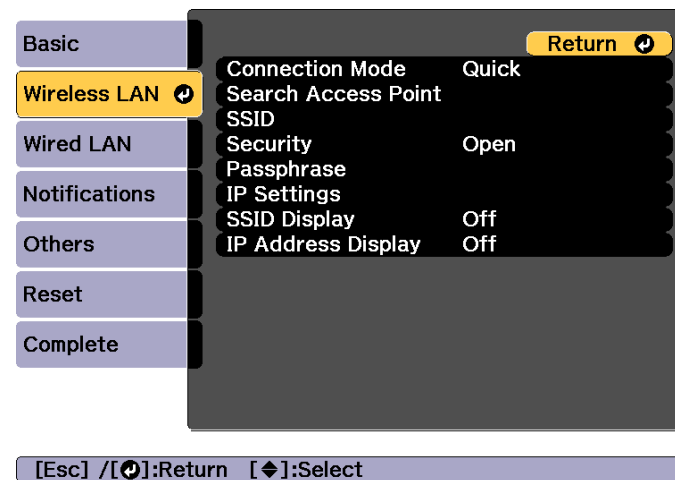 Basic
Wireless LAN
Wired LAN
Notifications
Others
Reset
Complete
Return
Connection Mode Quick
Search Access Point
SSID
Security Open
Passphrase
IP Settings
SSID Display Off
IP Address Display Off
[Esc] /[⏎]:Return [◆]:Select